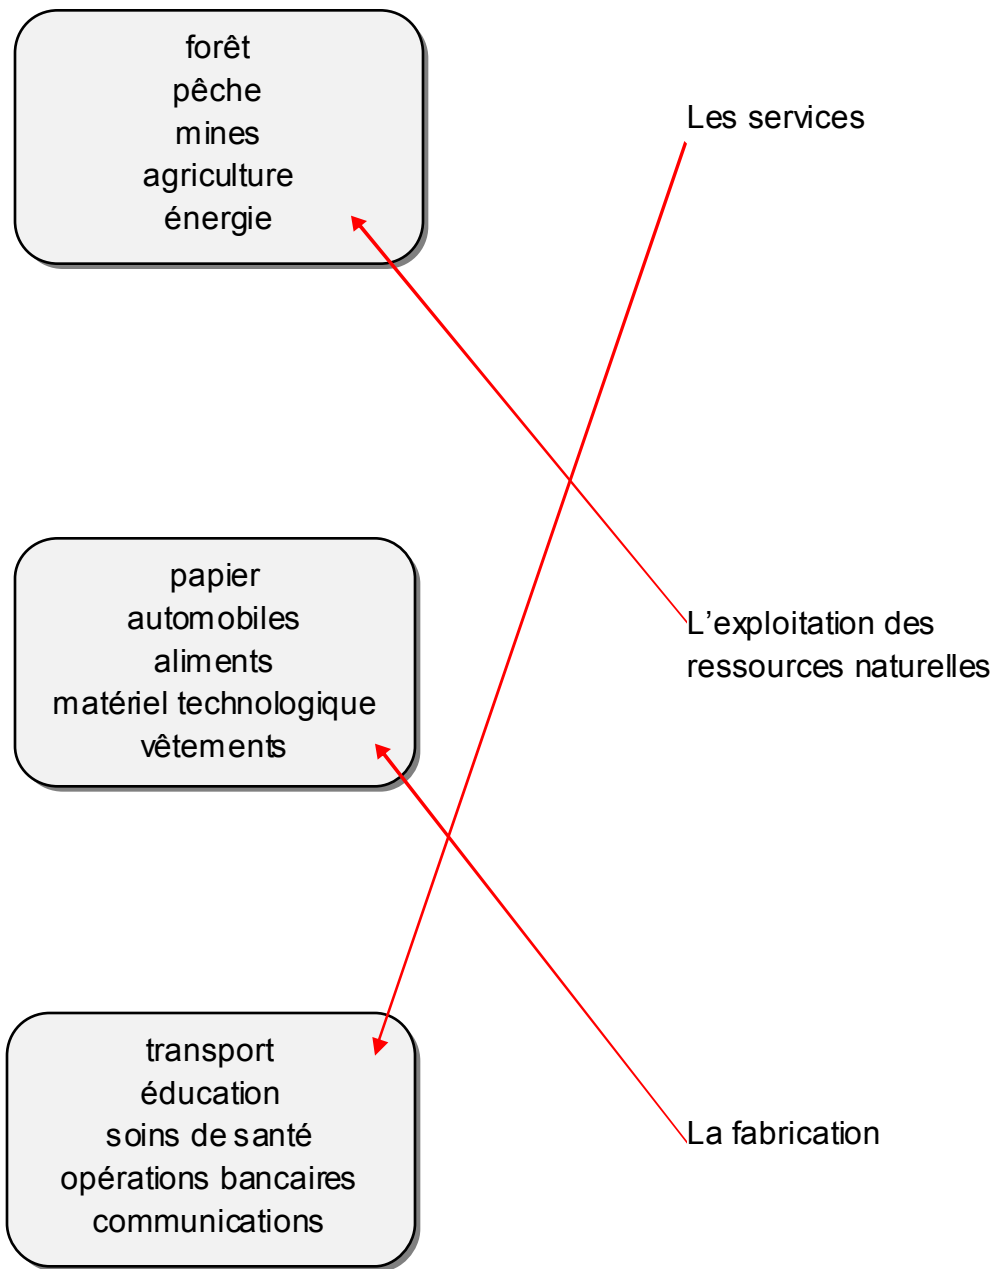 forêt
pêche
mines
agriculture
énergie
Les services
papier
automobiles
aliments
matériel technologique
vêtements
L’exploitation des
ressources naturelles
transport
éducation
soins de santé
opérations bancaires
communications
La fabrication